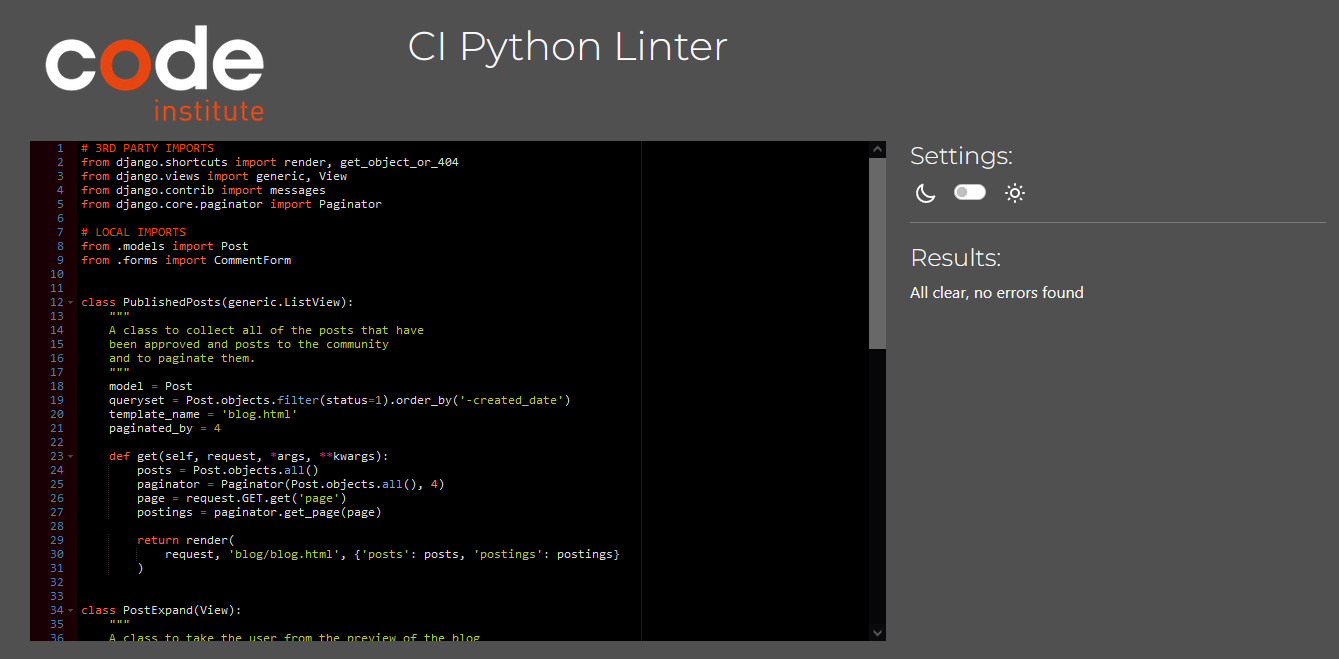 code
institute
CI Python Linter
1 # 3RD PARTY IMPORTS
2 from django.shortcuts import render, get_object_or_404
3 from django.views import generic, View
4 from django.contrib import messages
5 from django.core.paginator import Paginator
6
7 # LOCAL IMPORTS
8 from .models import Post
9 from .forms import CommentForm
10
11
12 class PublishedPosts(generic.ListView):
13     """
14     A class to collect all of the posts that have
15     been approved and posts to the community
16     and to paginate them.
17     """
18     model = Post
19     queryset = Post.objects.filter(status=1).order_by('-created_date')
20     template_name = 'blog.html'
21     paginated_by = 4
22
23     def get(self, request, *args, **kwargs):
24         posts = Post.objects.all()
25         paginator = Paginator(Post.objects.all(), 4)
26         page = request.GET.get('page')
27         postings = paginator.get_page(page)
28
29         return render(
30             request, 'blog/blog.html', {'posts': posts, 'postings': postings}
31         )
32
33
34 class PostExpand(View):
35     """
36     A class to take the user from the preview of the blog
Settings:
Results:
All clear, no errors found